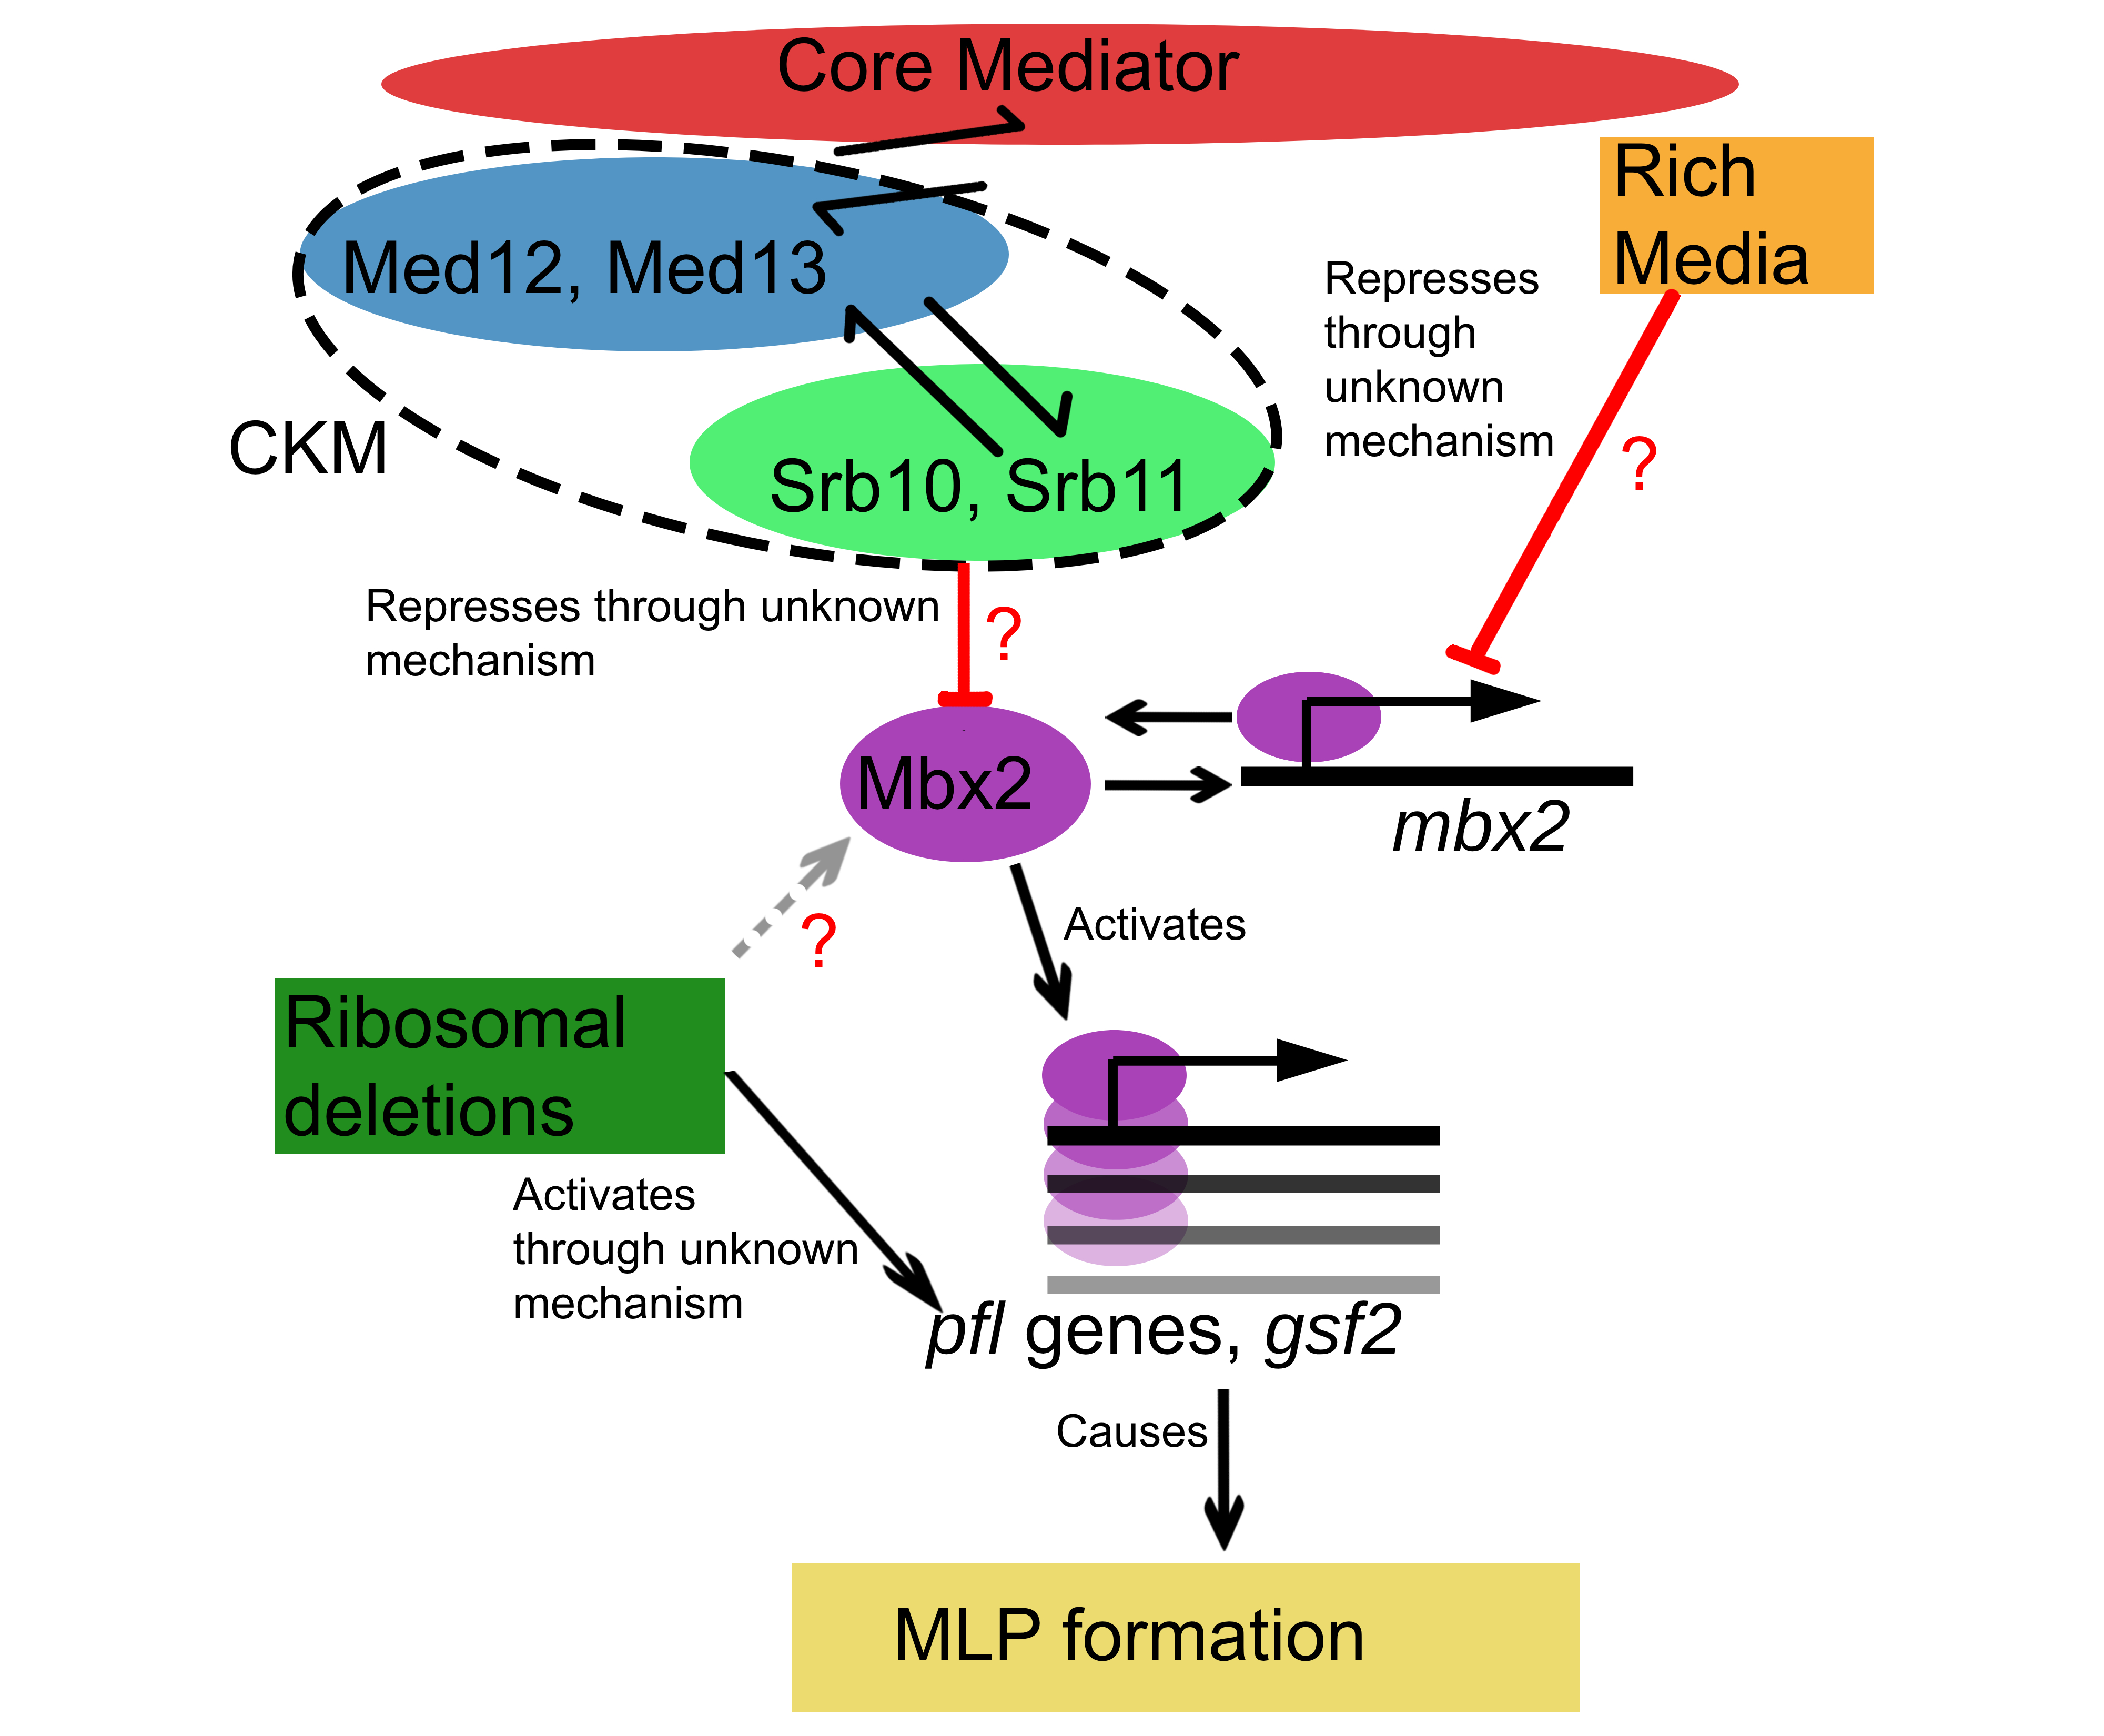 Core Mediator
Rich
Media
Med12, Med13
Represses
through
unknown
mechanism
?
CKM
Srb10, Srb11
Represses through unknown
mechanism
?
Mbx2
mbx2
Activates
?
Ribosomal
deletions
Activates
through unknown
mechanism
pfl genes, gsf2
Causes
MLP formation